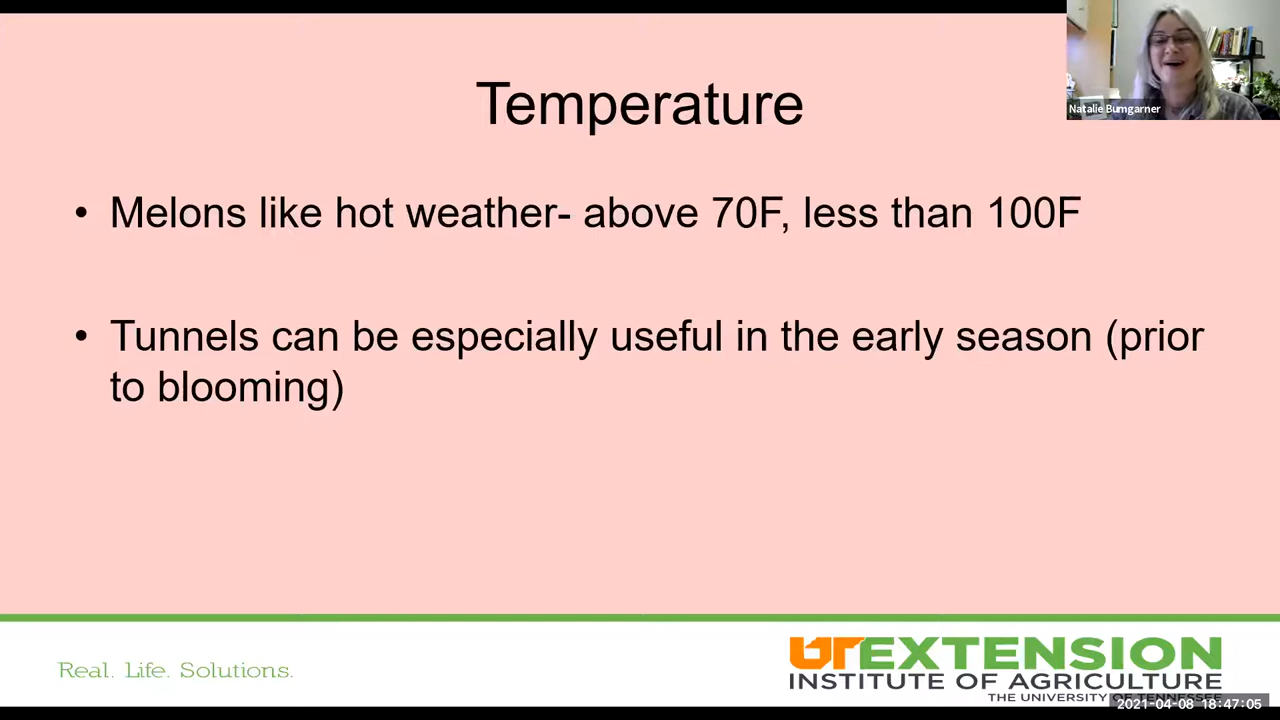 Temperature
Natalie Bumgarner
• Melons like hot weather- above 70F, less than 100F
• Tunnels can be especially useful in the early season (prior
to blooming)
Real. Life. Solutions.
UT EXTENSION
INSTITUTE OF AGRICULTURE
THE UNIVERSITY OF TENNESSEE
2021-04-08 18:47:05